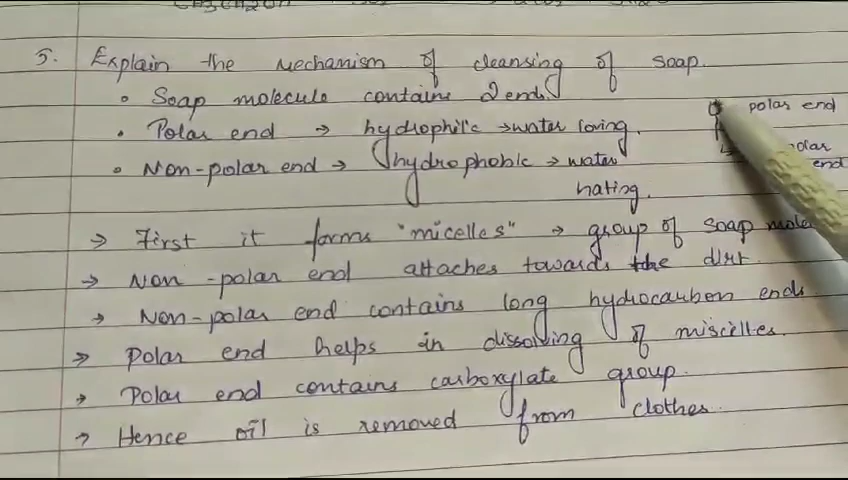 5. Explain the mechanism of cleansing of soap.
• Soap molecule contains 2 ends.
polar end
• Polar end → hydrophilic → water loving.
end
• Non-polar end → hydrophobic → water
hating.
→ First it forms "micelles" → group of soap
→ Non-polar end attaches towards the dirt.
→ Non-polar end contains long hydrocarbon ends.
→ Polar end helps in dissolving of miscelles.
→ Polar end contains carboxylate group.
→ Hence oil is removed from clothes.